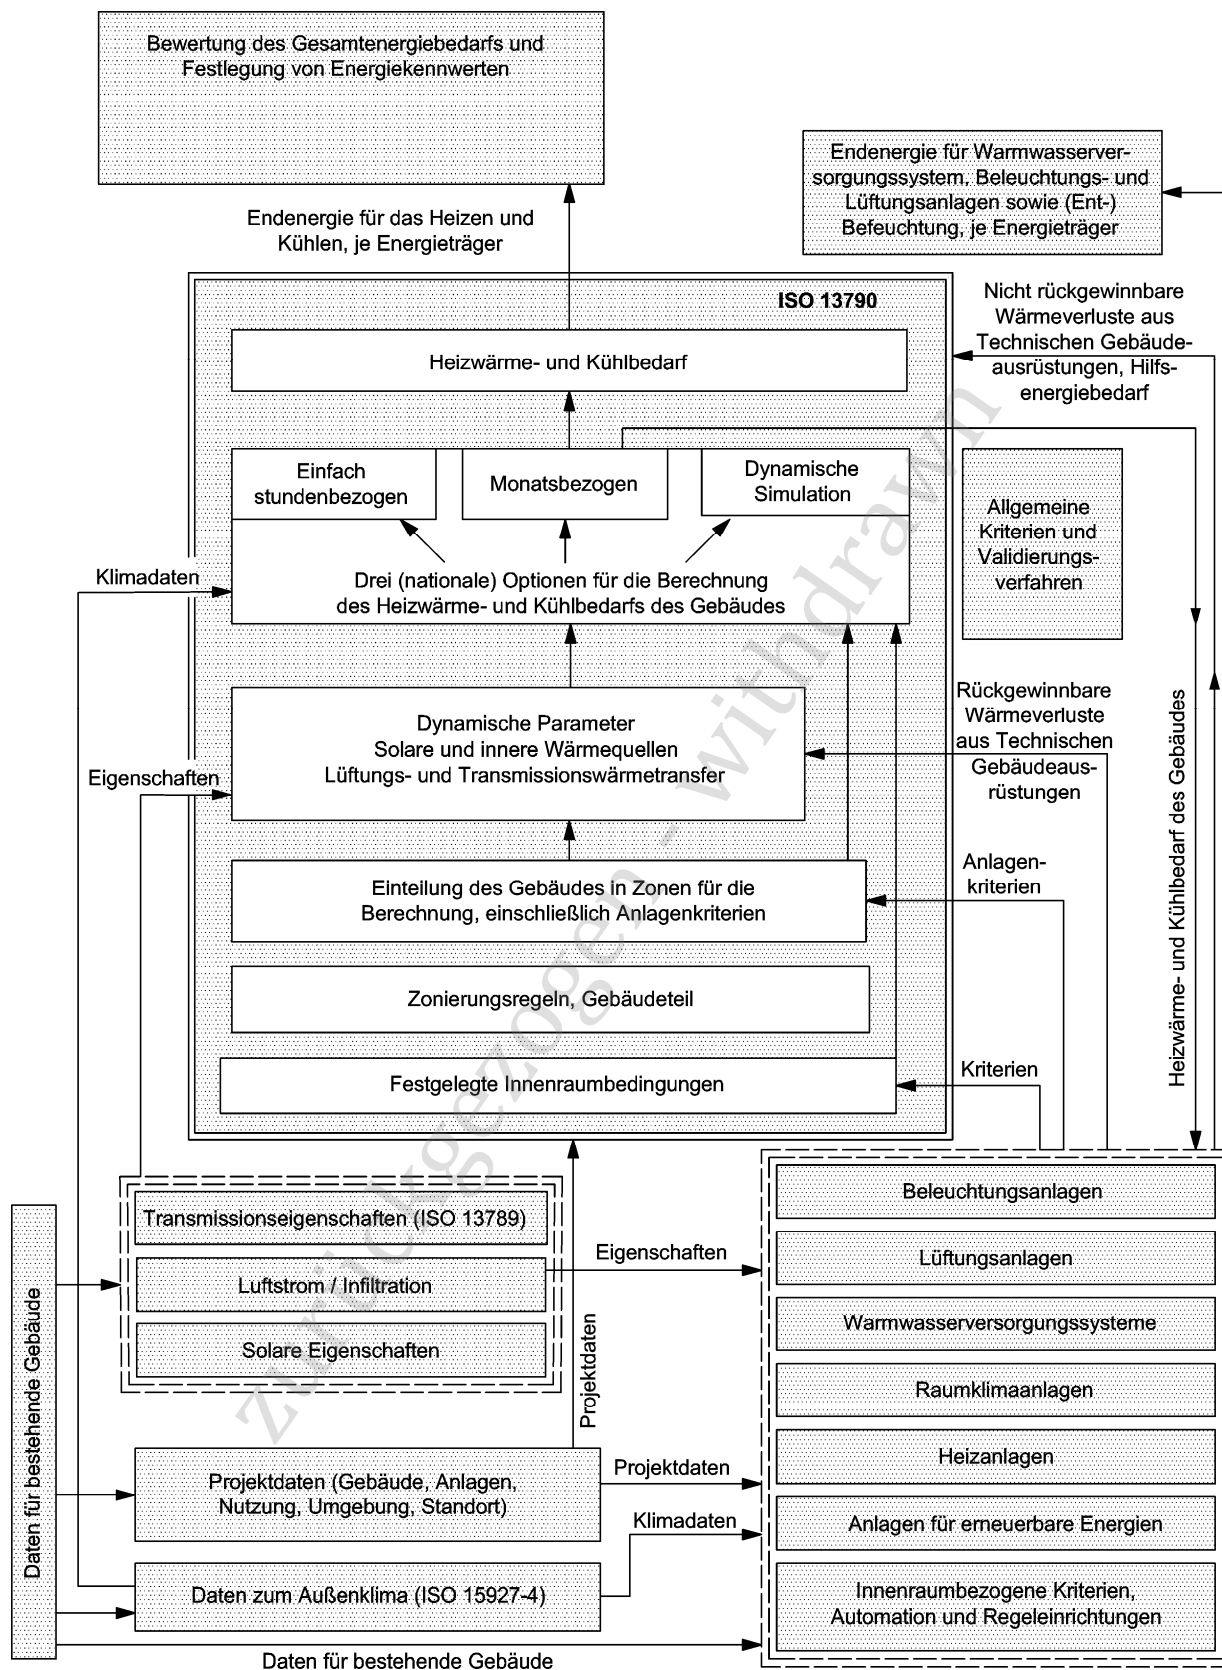 Bewertung des Gesamtenergiebedarfs und
Festlegung von Energiekennwerten
Endenergie für Warmwasserver-
sorgungssystem, Beleuchtungs- und
Lüftungsanlagen sowie (Ent-)
Befeuchtung, je Energieträger
Endenergie für das Heizen und
Kühlen, je Energieträger
ISO 13790
Nicht rückgewinnbare
Wärmeverluste aus
Technischen Gebäude-
ausrüstungen, Hilfs-
energiebedarf
Heizwärme- und Kühlbedarf
Einfach
stundenbezogen
Monatsbezogen
Dynamische
Simulation
Allgemeine
Kriterien und
Validierungs-
verfahren
Klimadaten
Drei (nationale) Optionen für die Berechnung
des Heizwärme- und Kühlbedarfs des Gebäudes
Dynamische Parameter
Solare und innere Wärmequellen
Lüftungs- und Transmissionswärmetransfer
Rückgewinnbare
Wärmeverluste
aus Technischen
Gebäudeaus-
rüstungen
Eigenschaften
Heizwärme- und Kühlbedarf des Gebäudes
Einteilung des Gebäudes in Zonen für die
Berechnung, einschließlich Anlagenkriterien
Anlagen-
kriterien
Zonierungsregeln, Gebäudeteil
Festgelegte Innenraumbedingungen
Kriterien
Daten für bestehende Gebäude
Transmissionseigenschaften (ISO 13789)
Luftstrom / Infiltration
Solare Eigenschaften
Eigenschaften
Projektdaten
Projektdaten (Gebäude, Anlagen,
Nutzung, Umgebung, Standort)
Projektdaten
Klimadaten
Daten zum Außenklima (ISO 15927-4)
Daten für bestehende Gebäude
Beleuchtungsanlagen
Lüftungsanlagen
Warmwasserversorgungssysteme
Raumklimaanlagen
Heizanlagen
Anlagen für erneuerbare Energien
Innenraumbezogene Kriterien,
Automation und Regeleinrichtungen
zurückgezogen - withdrawn